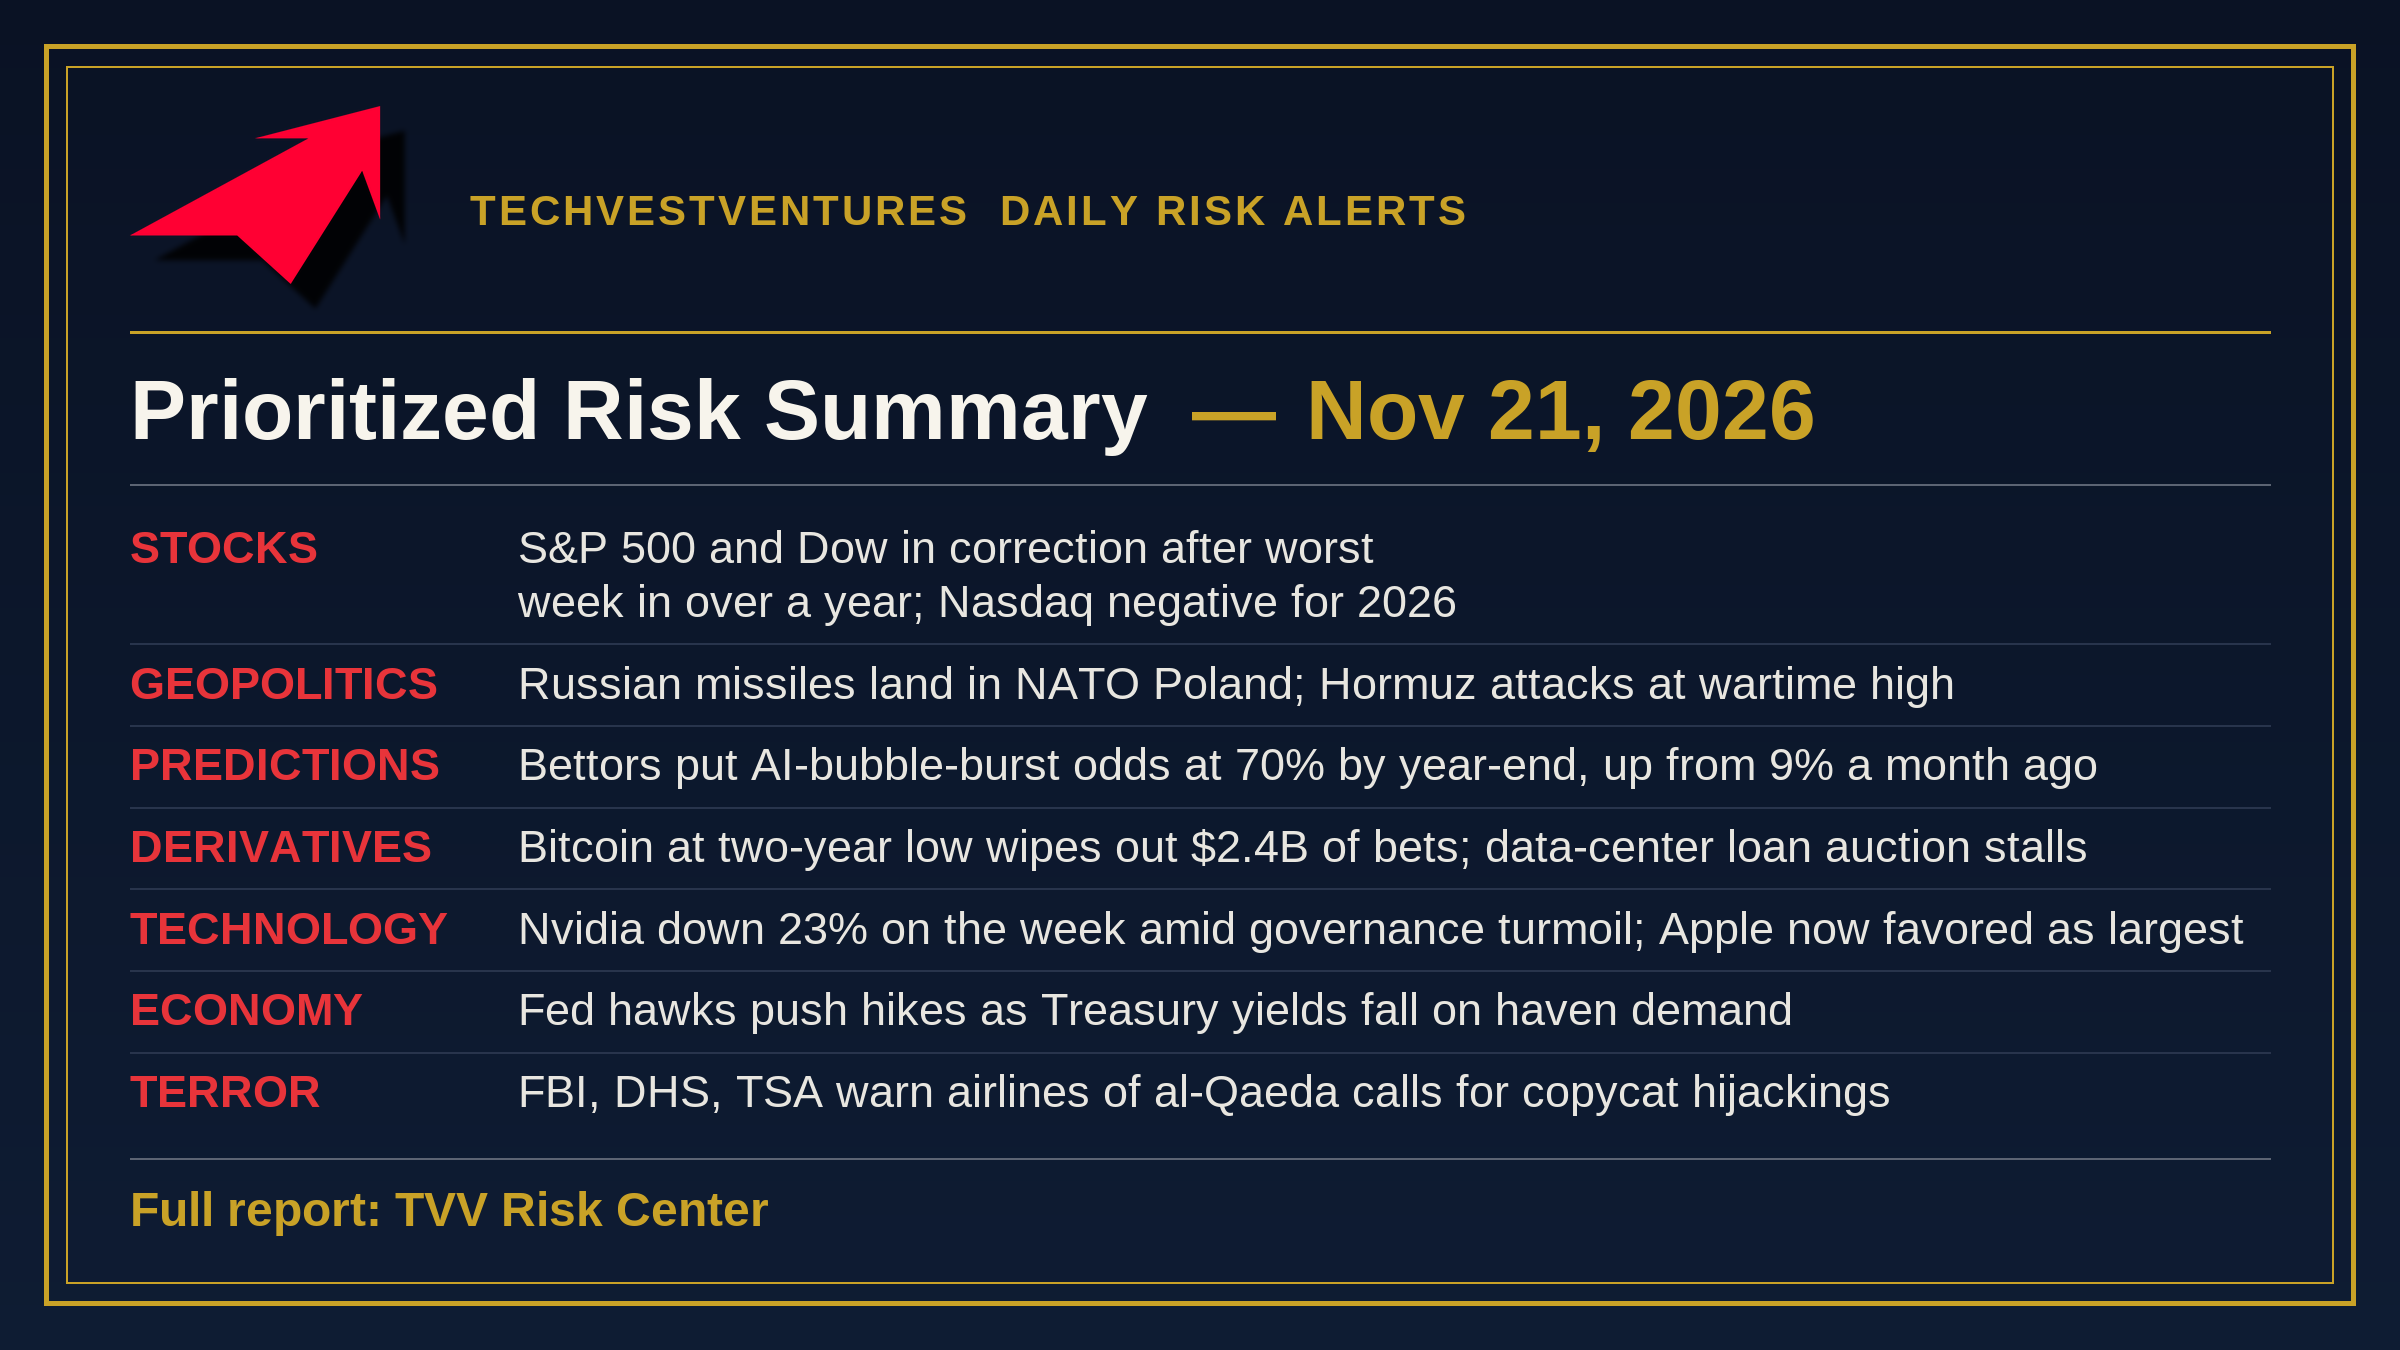 TECHVESTVENTURES DAILY RISK ALERTS
Prioritized Risk Summary — Nov 21, 2026
STOCKS S&P 500 and Dow in correction after worst
week in over a year; Nasdaq negative for 2026
GEOPOLITICS Russian missiles land in NATO Poland; Hormuz attacks at wartime high
PREDICTIONS Bettors put AI-bubble-burst odds at 70% by year-end, up from 9% a month ago
DERIVATIVES Bitcoin at two-year low wipes out $2.4B of bets; data-center loan auction stalls
TECHNOLOGY Nvidia down 23% on the week amid governance turmoil; Apple now favored as largest
ECONOMY Fed hawks push hikes as Treasury yields fall on haven demand
TERROR FBI, DHS, TSA warn airlines of al-Qaeda calls for copycat hijackings
Full report: TVV Risk Center